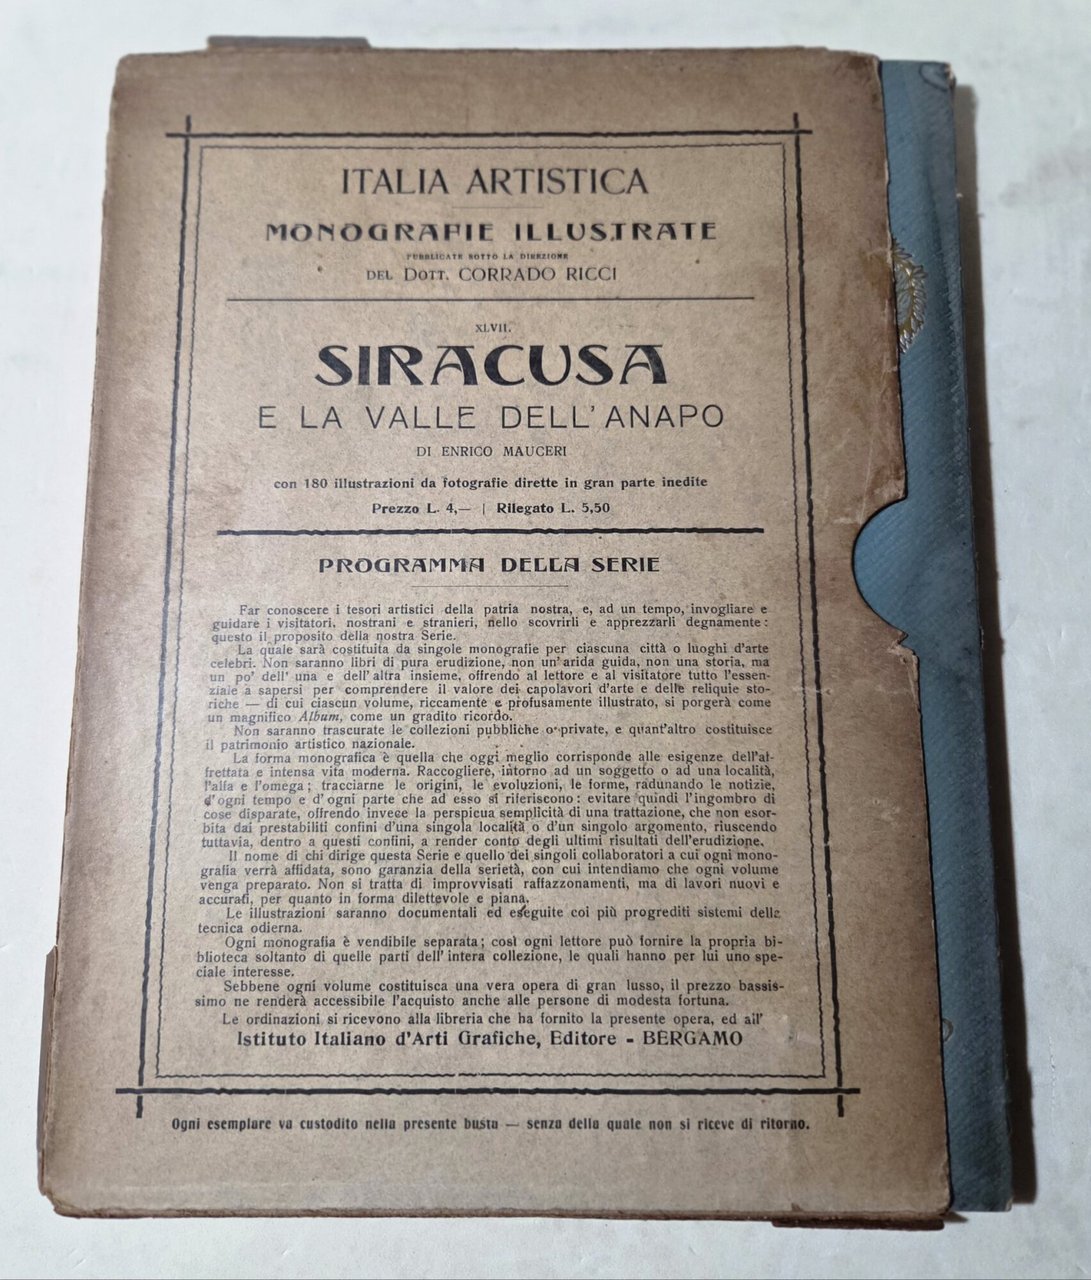 ITALIA ARTISTICA
MONOGRAFIE ILLUSTRATE
PUBBLICATE SOTTO LA DIREZIONE
DEL DOTT. CORRADO RICCI
XLVII.
SIRACUSA
E LA VALLE DELL'ANAPO
DI ENRICO MAUCERI
con 180 illustrazioni da fotografie dirette in gran parte inedite
Prezzo L. 4,— | Rilegato L. 5,50
PROGRAMMA DELLA SERIE
Far conoscere i tesori artistici della patria nostra, e, ad un tempo, invogliare e
guidare i visitatori, nostrani e stranieri, nello scovrirli e apprezzarli degnamente:
questo il proposito della nostra Serie.
La quale sarà costituita da singole monografie per ciascuna città o luoghi d'arte
celebri. Non saranno libri di pura erudizione, non un'arida guida, non una storia, ma
un po' dell' una e dell'altra insieme, offrendo al lettore e al visitatore tutto l'essen-
ziale a sapersi per comprendere il valore dei capolavori d'arte e delle reliquie sto-
riche — di cui ciascun volume, riccamente e profusamente illustrato, si porgerà come
un magnifico Album, come un gradito ricordo.
Non saranno trascurate le collezioni pubbliche o private, e quant'altro costituisce
il patrimonio artistico nazionale.
La forma monografica è quella che oggi meglio corrisponde alle esigenze dell'af-
frettata e intensa vita moderna. Raccogliere, intorno ad un soggetto o ad una località,
l'alfa e l'omega; tracciarne le origini, le evoluzioni, le forme, radunando le notizie,
d'ogni tempo e d'ogni parte che ad esso si riferiscono: evitare quindi l'ingombro di
cose disparate, offrendo invece la perspicua semplicità di una trattazione, che non esor-
bita dai prestabiliti confini d'una singola località o d'un singolo argomento, riuscendo
tuttavia, dentro a questi confini, a render conto degli ultimi risultati dell'erudizione.
Il nome di chi dirige questa Serie e quello dei singoli collaboratori a cui ogni mono-
grafia verrà affidata, sono garanzia della serietà, con cui intendiamo che ogni volume
venga preparato. Non si tratta di improvvisati raffazzonamenti, ma di lavori nuovi e
accurati, per quanto in forma dilettevole e piana.
Le illustrazioni saranno documentali ed eseguite coi più progrediti sistemi della
tecnica odierna.
Ogni monografia è vendibile separata; così ogni lettore può fornire la propria bi-
blioteca soltanto di quelle parti dell'intera collezione, le quali hanno per lui uno spe-
ciale interesse.
Sebbene ogni volume costituisca una vera opera di gran lusso, il prezzo bassis-
simo ne renderà accessibile l'acquisto anche alle persone di modesta fortuna.
Le ordinazioni si ricevono alla libreria che ha fornito la presente opera, ed all'
Istituto Italiano d'Arti Grafiche, Editore - BERGAMO
Ogni esemplare va custodito nella presente busta — senza della quale non si riceve di ritorno.